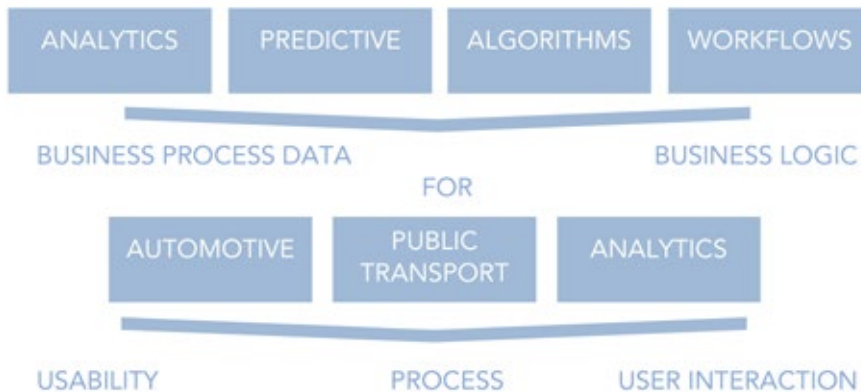 ANALYTICS PREDICTIVE ALGORITHMS WORKFLOWS
BUSINESS PROCESS DATA BUSINESS LOGIC
FOR
AUTOMOTIVE PUBLIC TRANSPORT ANALYTICS
USABILITY PROCESS USER INTERACTION